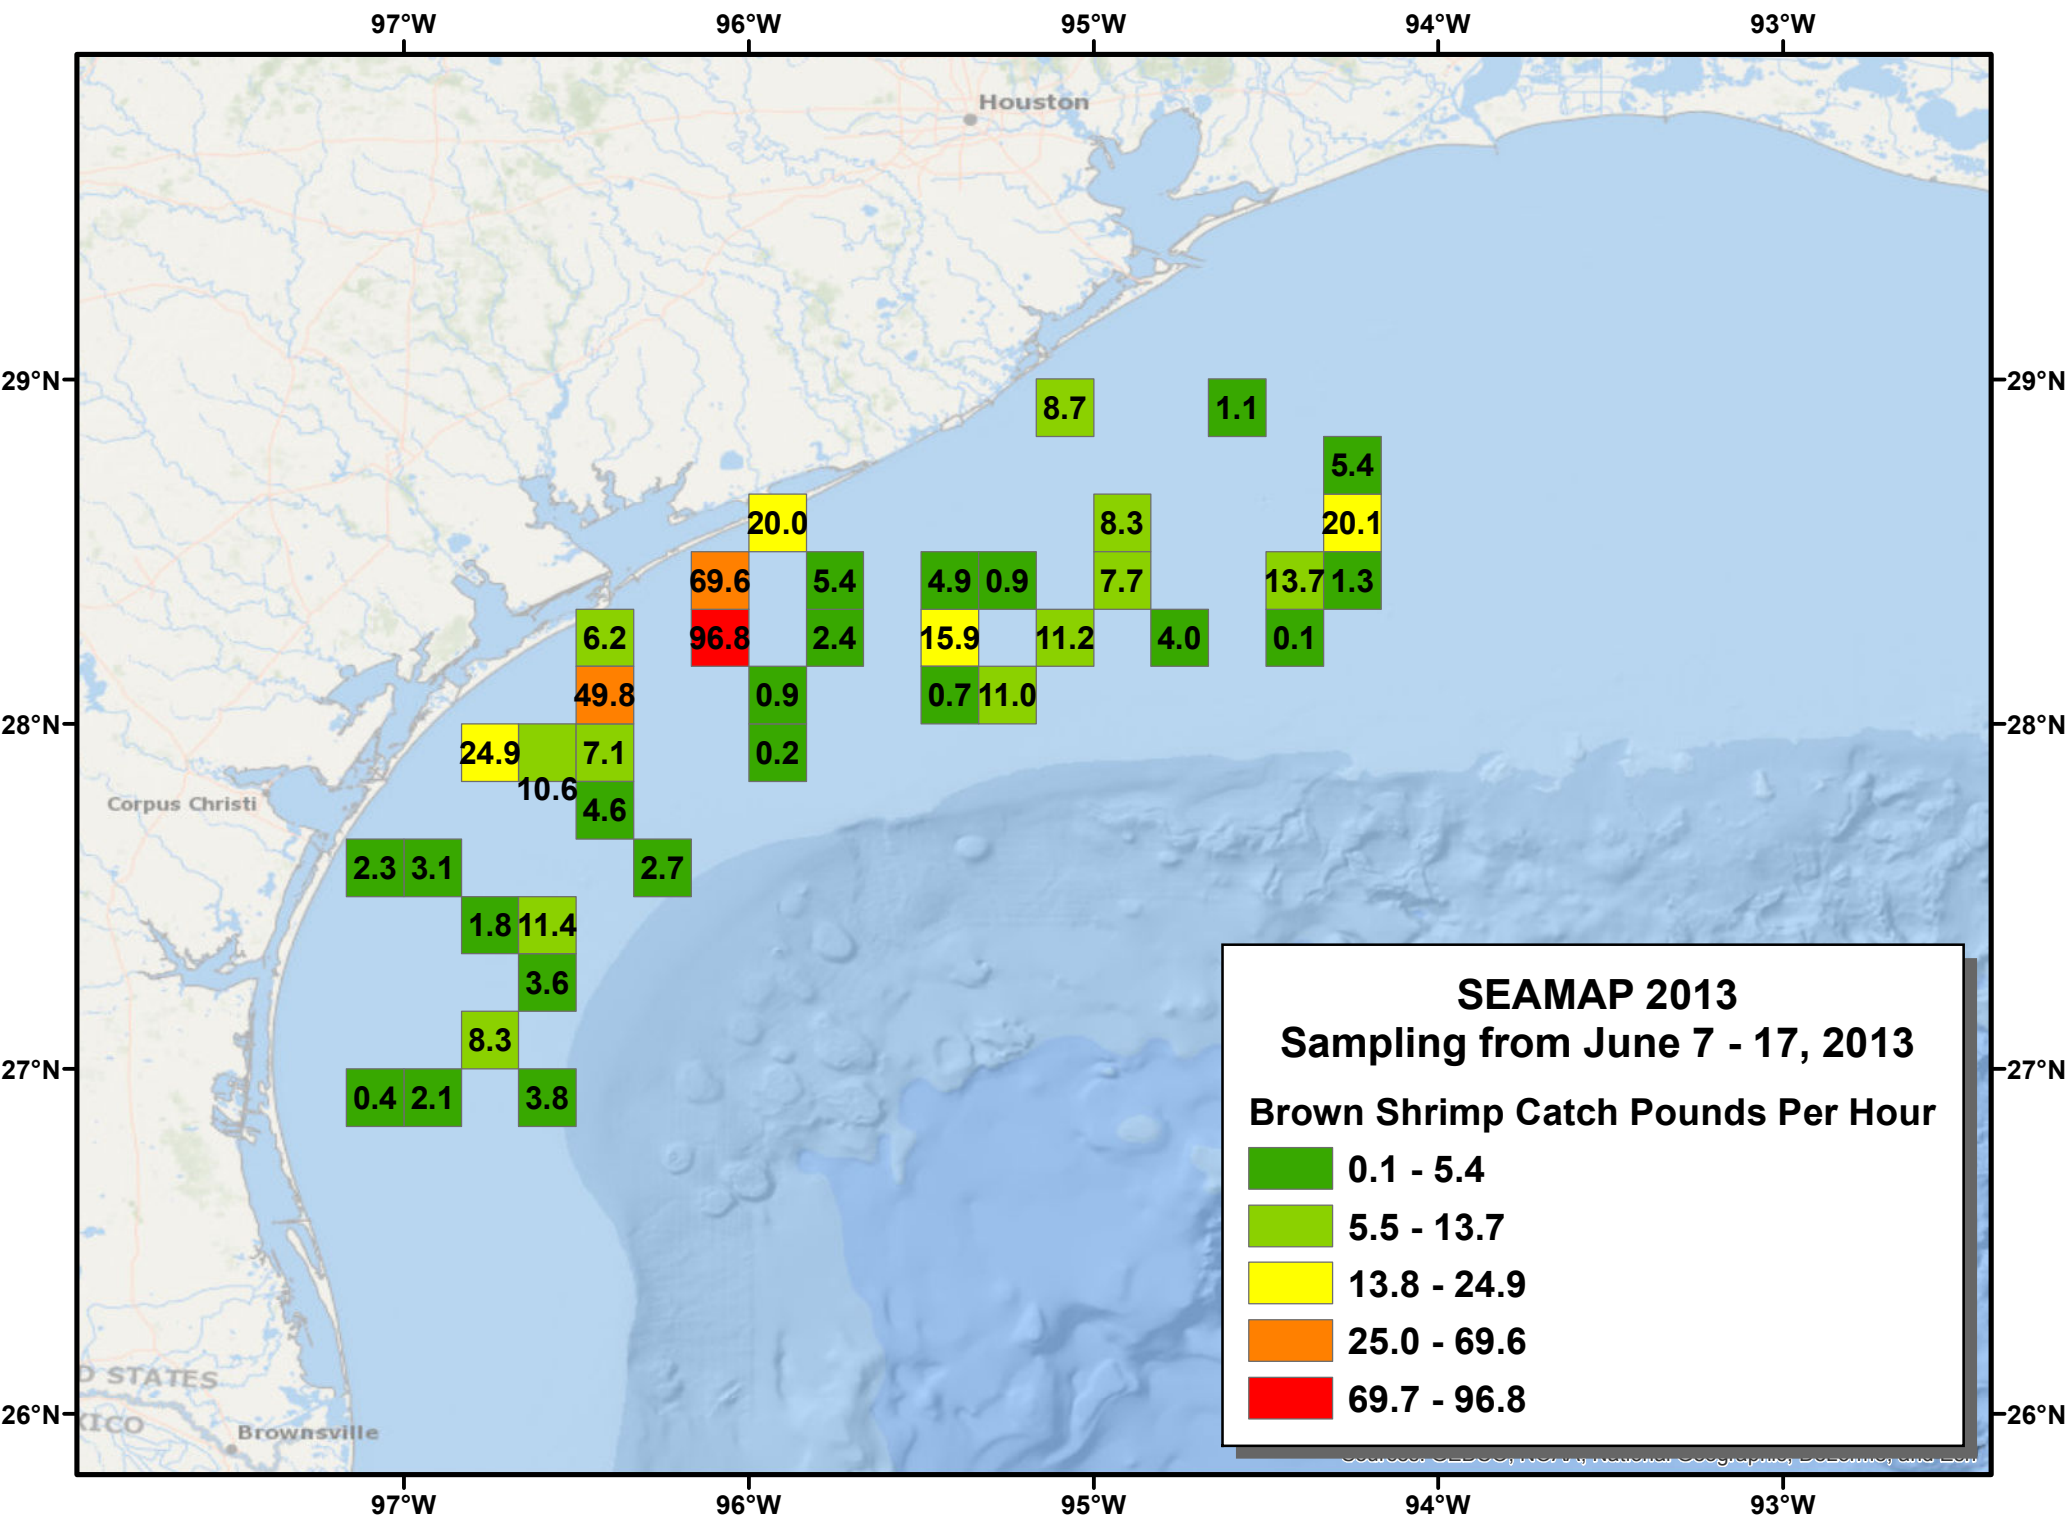 97°W 96°W 95°W 94°W 93°W
Houston
29°N 29°N
8.7 1.1
5.4
20.0 8.3 20.1
69.6 5.4 4.9 0.9 7.7 13.7 1.3
6.2 96.8 2.4 15.9 11.2 4.0 0.1
49.8 0.9 0.7 11.0
28°N 28°N
24.9 7.1 0.2
10.6
Corpus Christi 4.6
2.3 3.1 2.7
1.8 11.4
3.6
8.3
27°N 27°N
0.4 2.1 3.8
SEAMAP 2013
Sampling from June 7 - 17, 2013
Brown Shrimp Catch Pounds Per Hour
0.1 - 5.4
5.5 - 13.7
13.8 - 24.9
25.0 - 69.6
69.7 - 96.8
D STATES
26°N 26°N
XICO
Brownsville
97°W 96°W 95°W 94°W 93°W